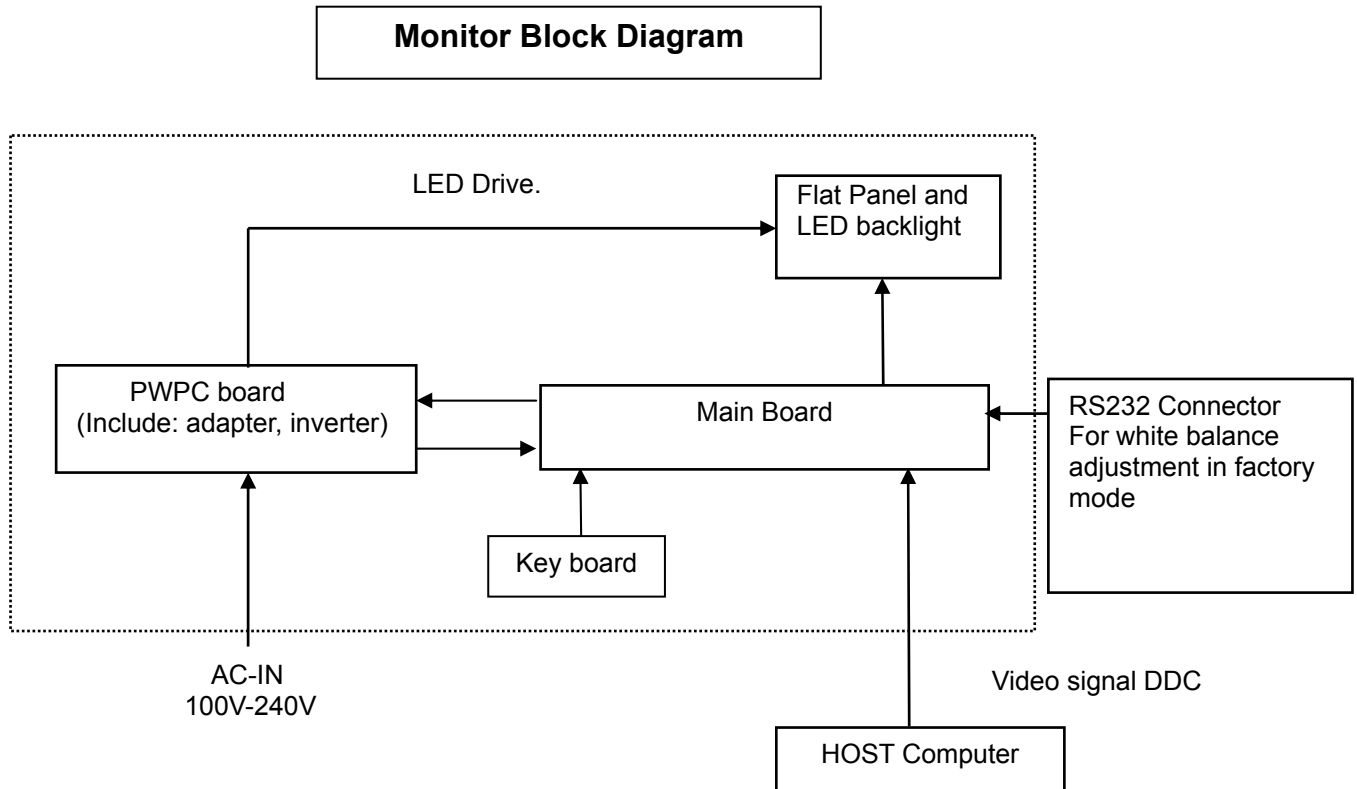 Monitor Block Diagram
LED Drive.
Flat Panel and
LED backlight
PWPC board
(Include: adapter, inverter)
Main Board
RS232 Connector
For white balance
adjustment in factory
mode
Key board
AC-IN
100V-240V
Video signal DDC
HOST Computer